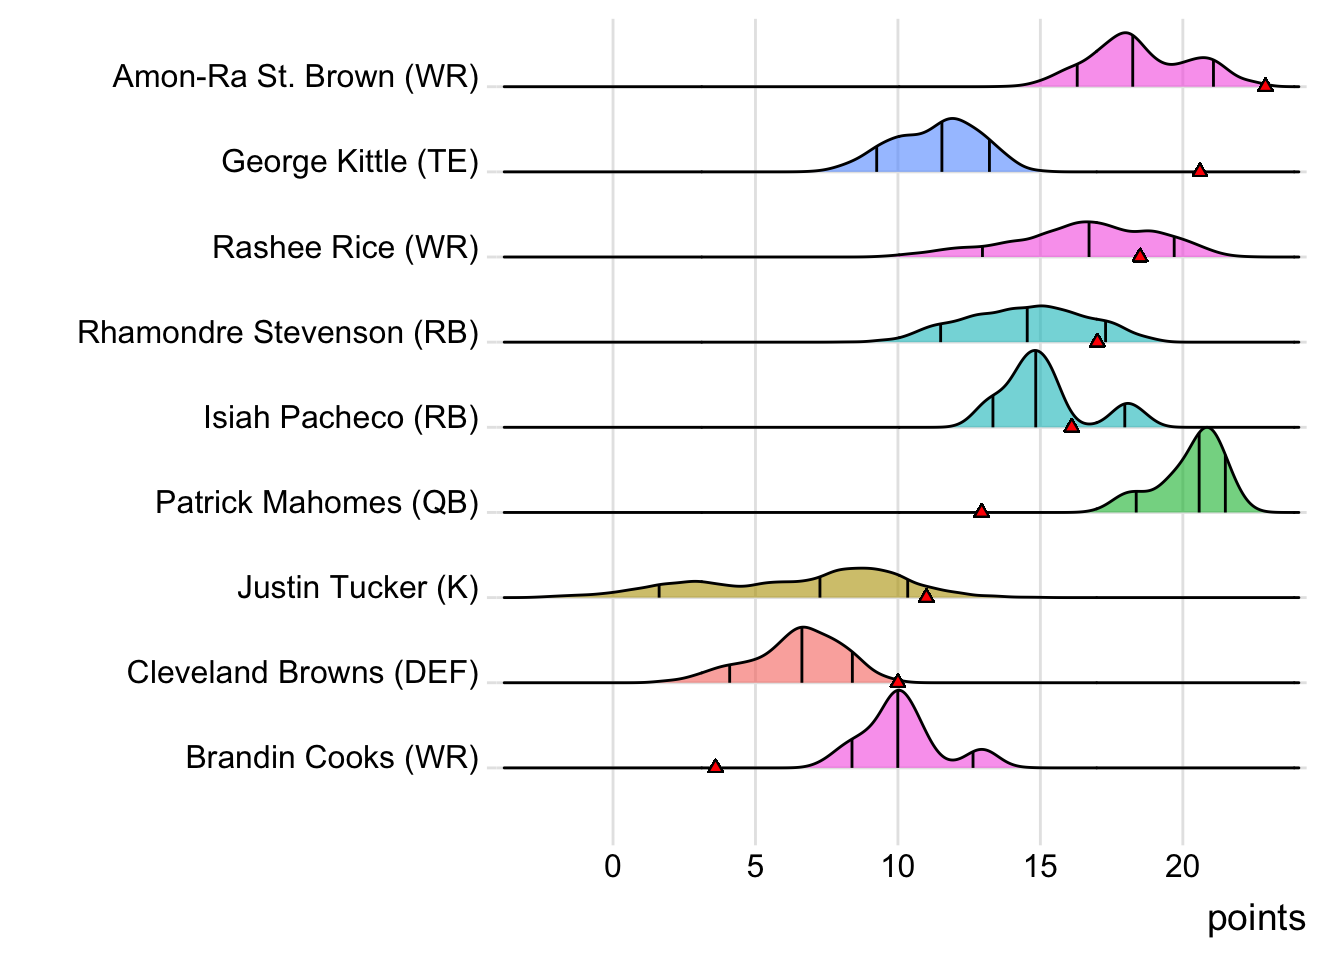 Amon-Ra St. Brown (WR)
George Kittle (TE)
Rashee Rice (WR)
Rhamondre Stevenson (RB)
Isiah Pacheco (RB)
Patrick Mahomes (QB)
Justin Tucker (K)
Cleveland Browns (DEF)
Brandin Cooks (WR)
0 5 10 15 20
points